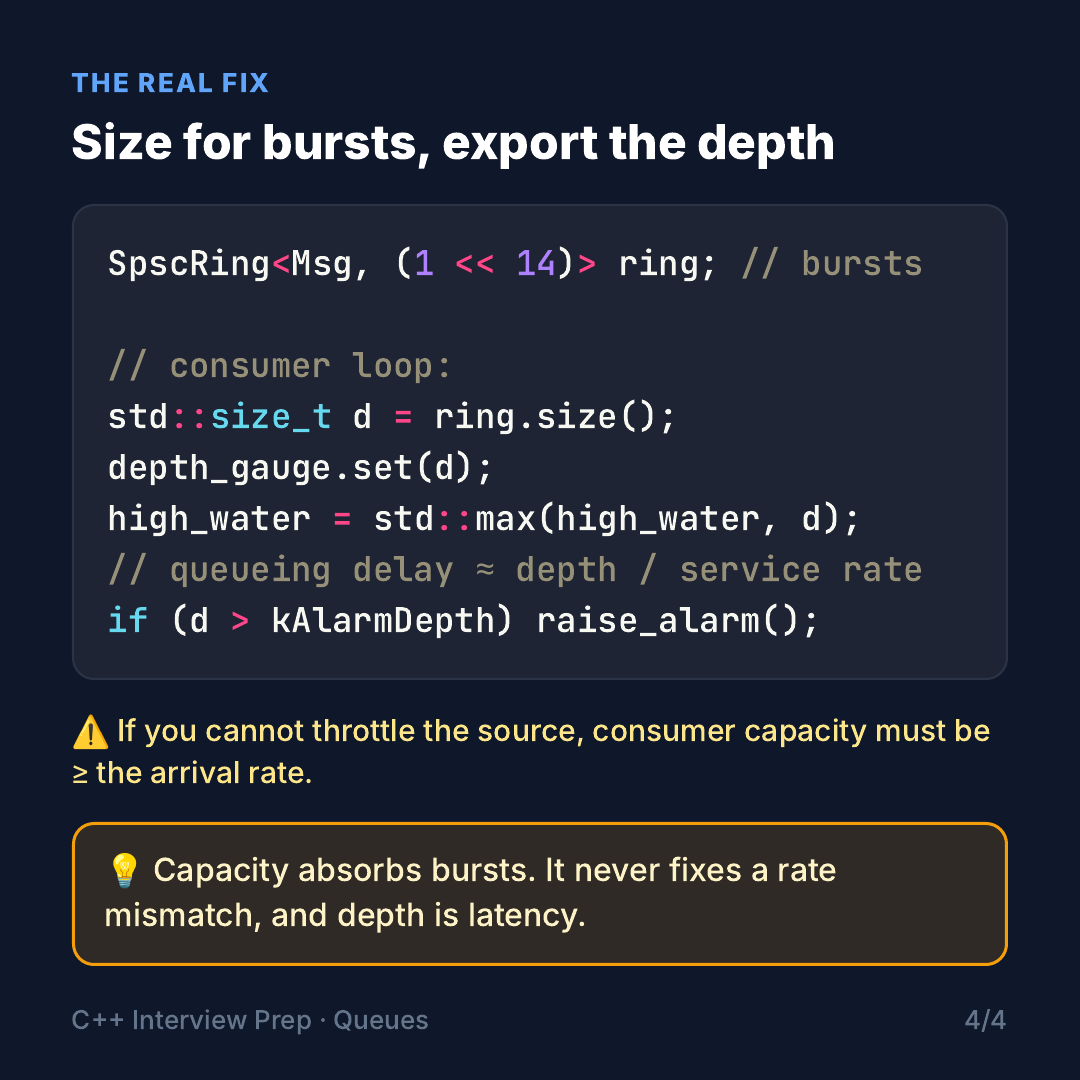 THE REAL FIX
Size for bursts, export the depth
SpscRing<Msg, (1 << 14)> ring; // bursts
// consumer loop:
std::size_t d = ring.size();
depth_gauge.set(d);
high_water = std::max(high_water, d);
// queueing delay ≈ depth / service rate
if (d > kAlarmDepth) raise_alarm();
⚠️ If you cannot throttle the source, consumer capacity must be
≥ the arrival rate.
💡 Capacity absorbs bursts. It never fixes a rate
mismatch, and depth is latency.
C++ Interview Prep · Queues
4/4